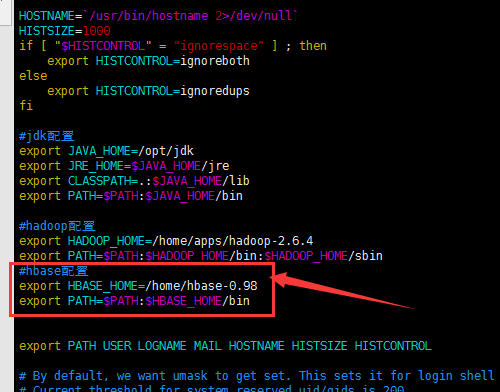 HOSTNAME=`/usr/bin/hostname 2>/dev/null`
HISTSIZE=1000
if [ "$HISTCONTROL" = "ignorespace" ] ; then
    export HISTCONTROL=ignoreboth
else
    export HISTCONTROL=ignoredups
fi
#jdk配置
export JAVA_HOME=/opt/jdk
export JRE_HOME=$JAVA_HOME/jre
export CLASSPATH=.:$JAVA_HOME/lib
export PATH=$PATH:$JAVA_HOME/bin
#hadoop配置
export HADOOP_HOME=/home/apps/hadoop-2.6.4
export PATH=$PATH:$HADOOP_HOME/bin:$HADOOP_HOME/sbin
#hbase配置
export HBASE_HOME=/home/hbase-0.98
export PATH=$PATH:$HBASE_HOME/bin
export PATH USER LOGNAME MAIL HOSTNAME HISTSIZE HISTCONTROL
# By default, we want umask to get set. This sets it for login shell
# Current threshold for system reserved uid/gids is 200